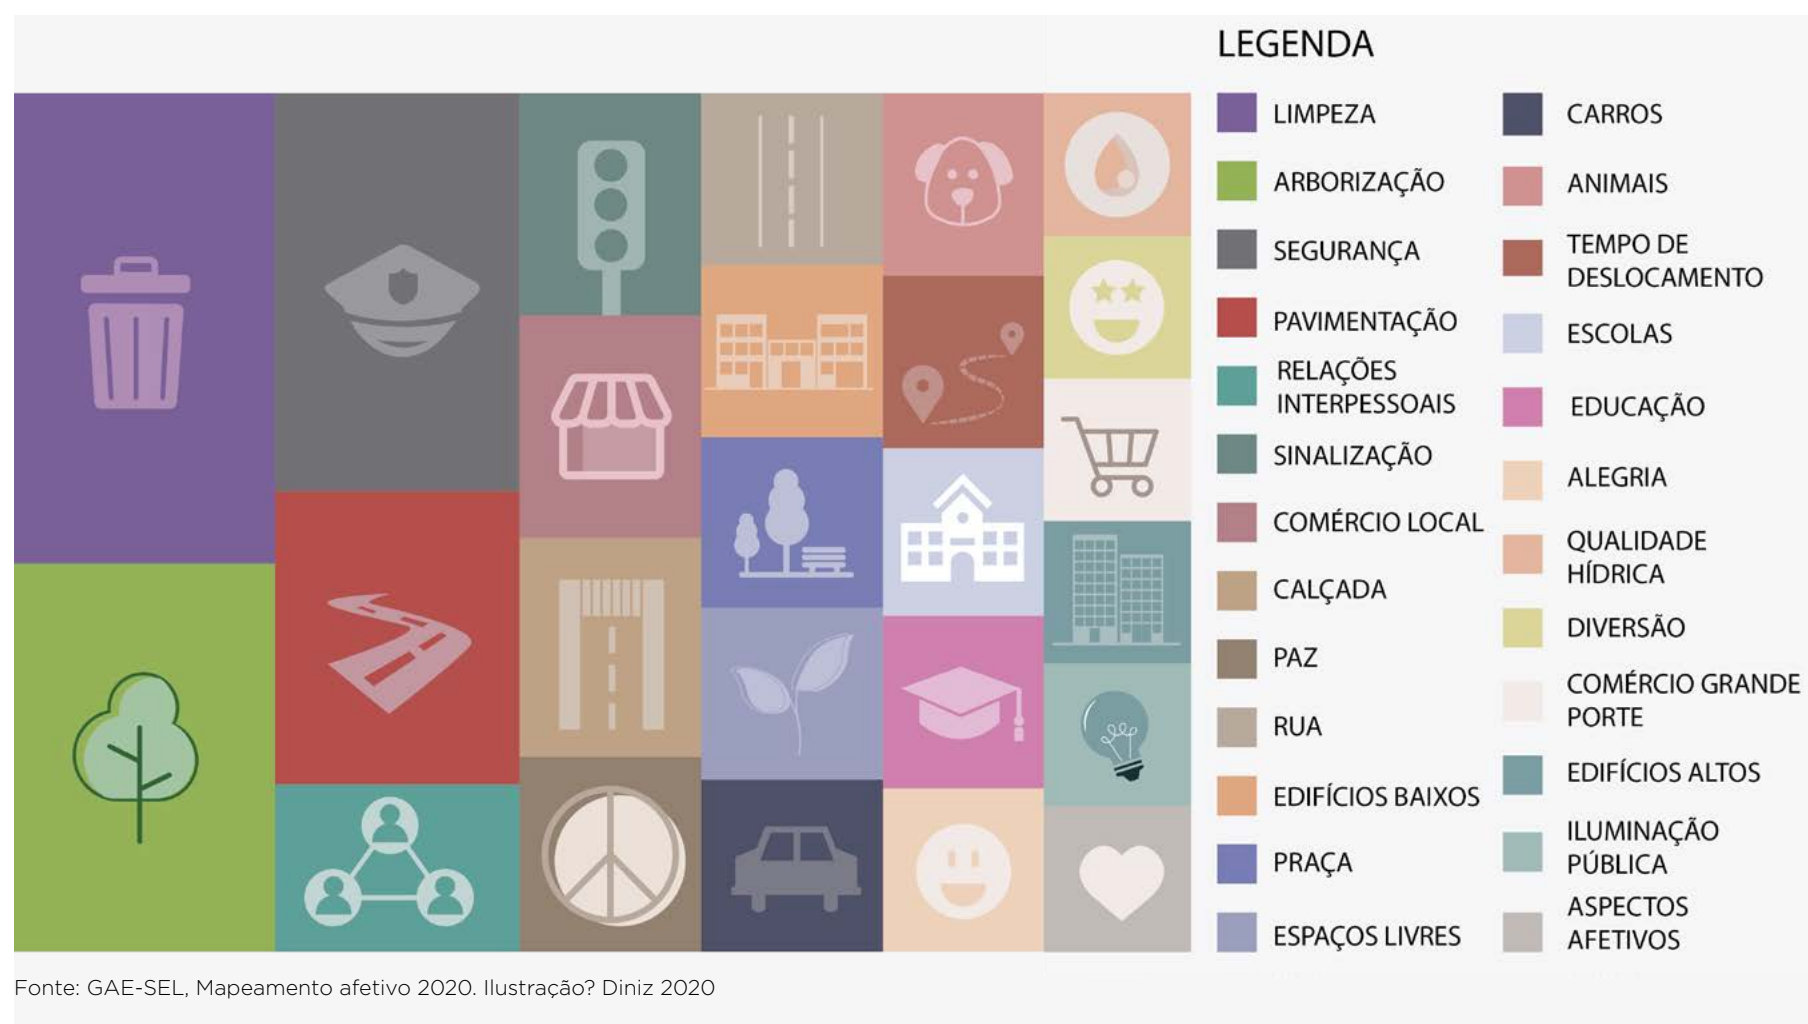 LEGENDA
LIMPEZA
ARBORIZAÇÃO
SEGURANÇA
PAVIMENTAÇÃO
RELAÇÕES
INTERPESSOAIS
SINALIZAÇÃO
COMÉRCIO LOCAL
CALÇADA
PAZ
RUA
EDIFÍCIOS BAIXOS
PRAÇA
ESPAÇOS LIVRES
CARROS
ANIMAIS
TEMPO DE
DESLOCAMENTO
ESCOLAS
EDUCAÇÃO
ALEGRIA
QUALIDADE
HÍDRICA
DIVERSÃO
COMÉRCIO GRANDE
PORTE
EDIFÍCIOS ALTOS
ILUMINAÇÃO
PÚBLICA
ASPECTOS
AFETIVOS
Fonte: GAE-SEL, Mapeamento afetivo 2020. Ilustração? Diniz 2020